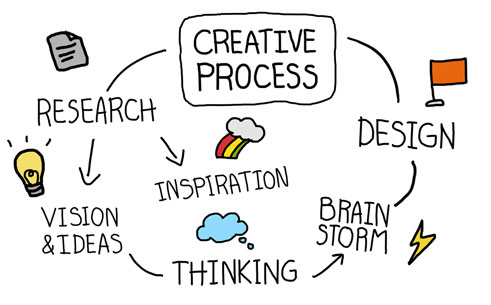 CREATIVE
PROCESS
RESEARCH
DESIGN
INSPIRATION
VISION
& IDEAS
BRAIN
STORM
THINKING